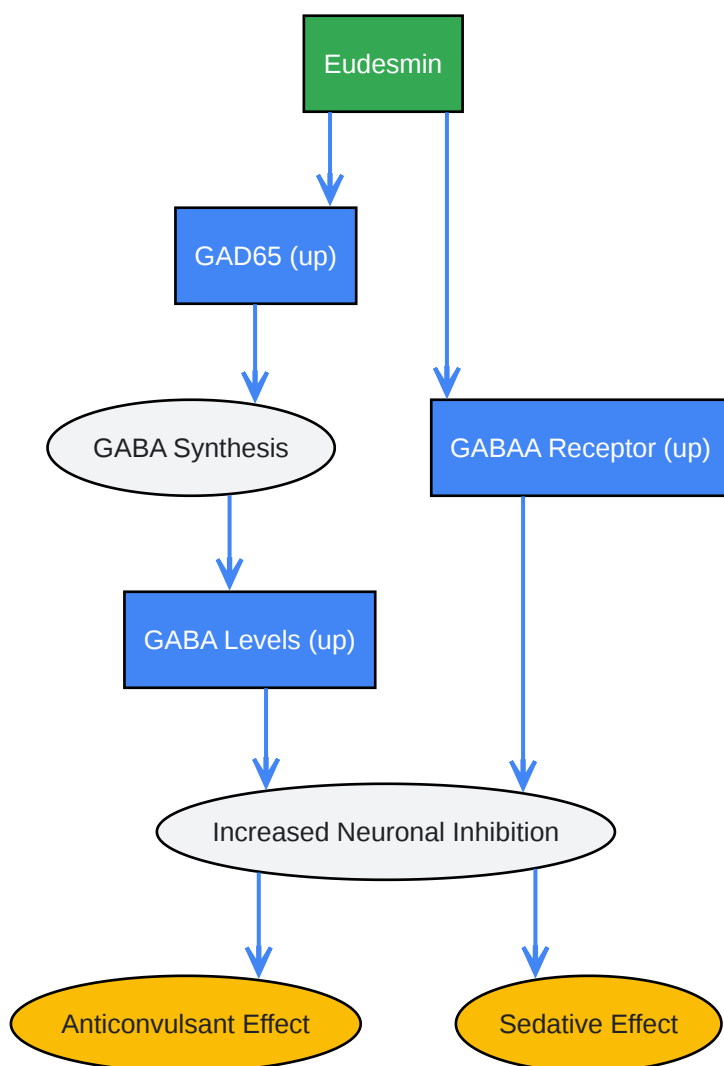 Eudesmin
GAD65 (up)
GABA Synthesis
GABAA Receptor (up)
GABA Levels (up)
Increased Neuronal Inhibition
Anticonvulsant Effect
Sedative Effect